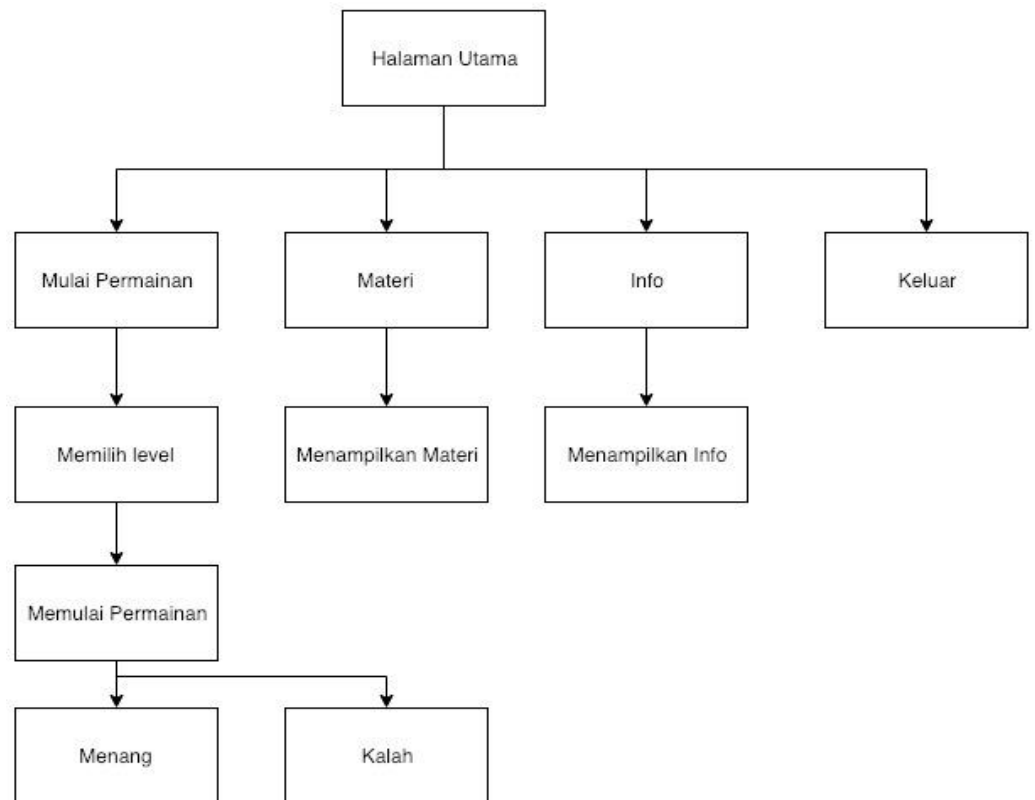 Halaman Utama
Mulai Permainan
Materi
Info
Keluar
Memilih level
Menampilkan Materi
Menampilkan Info
Memulai Permainan
Menang
Kalah